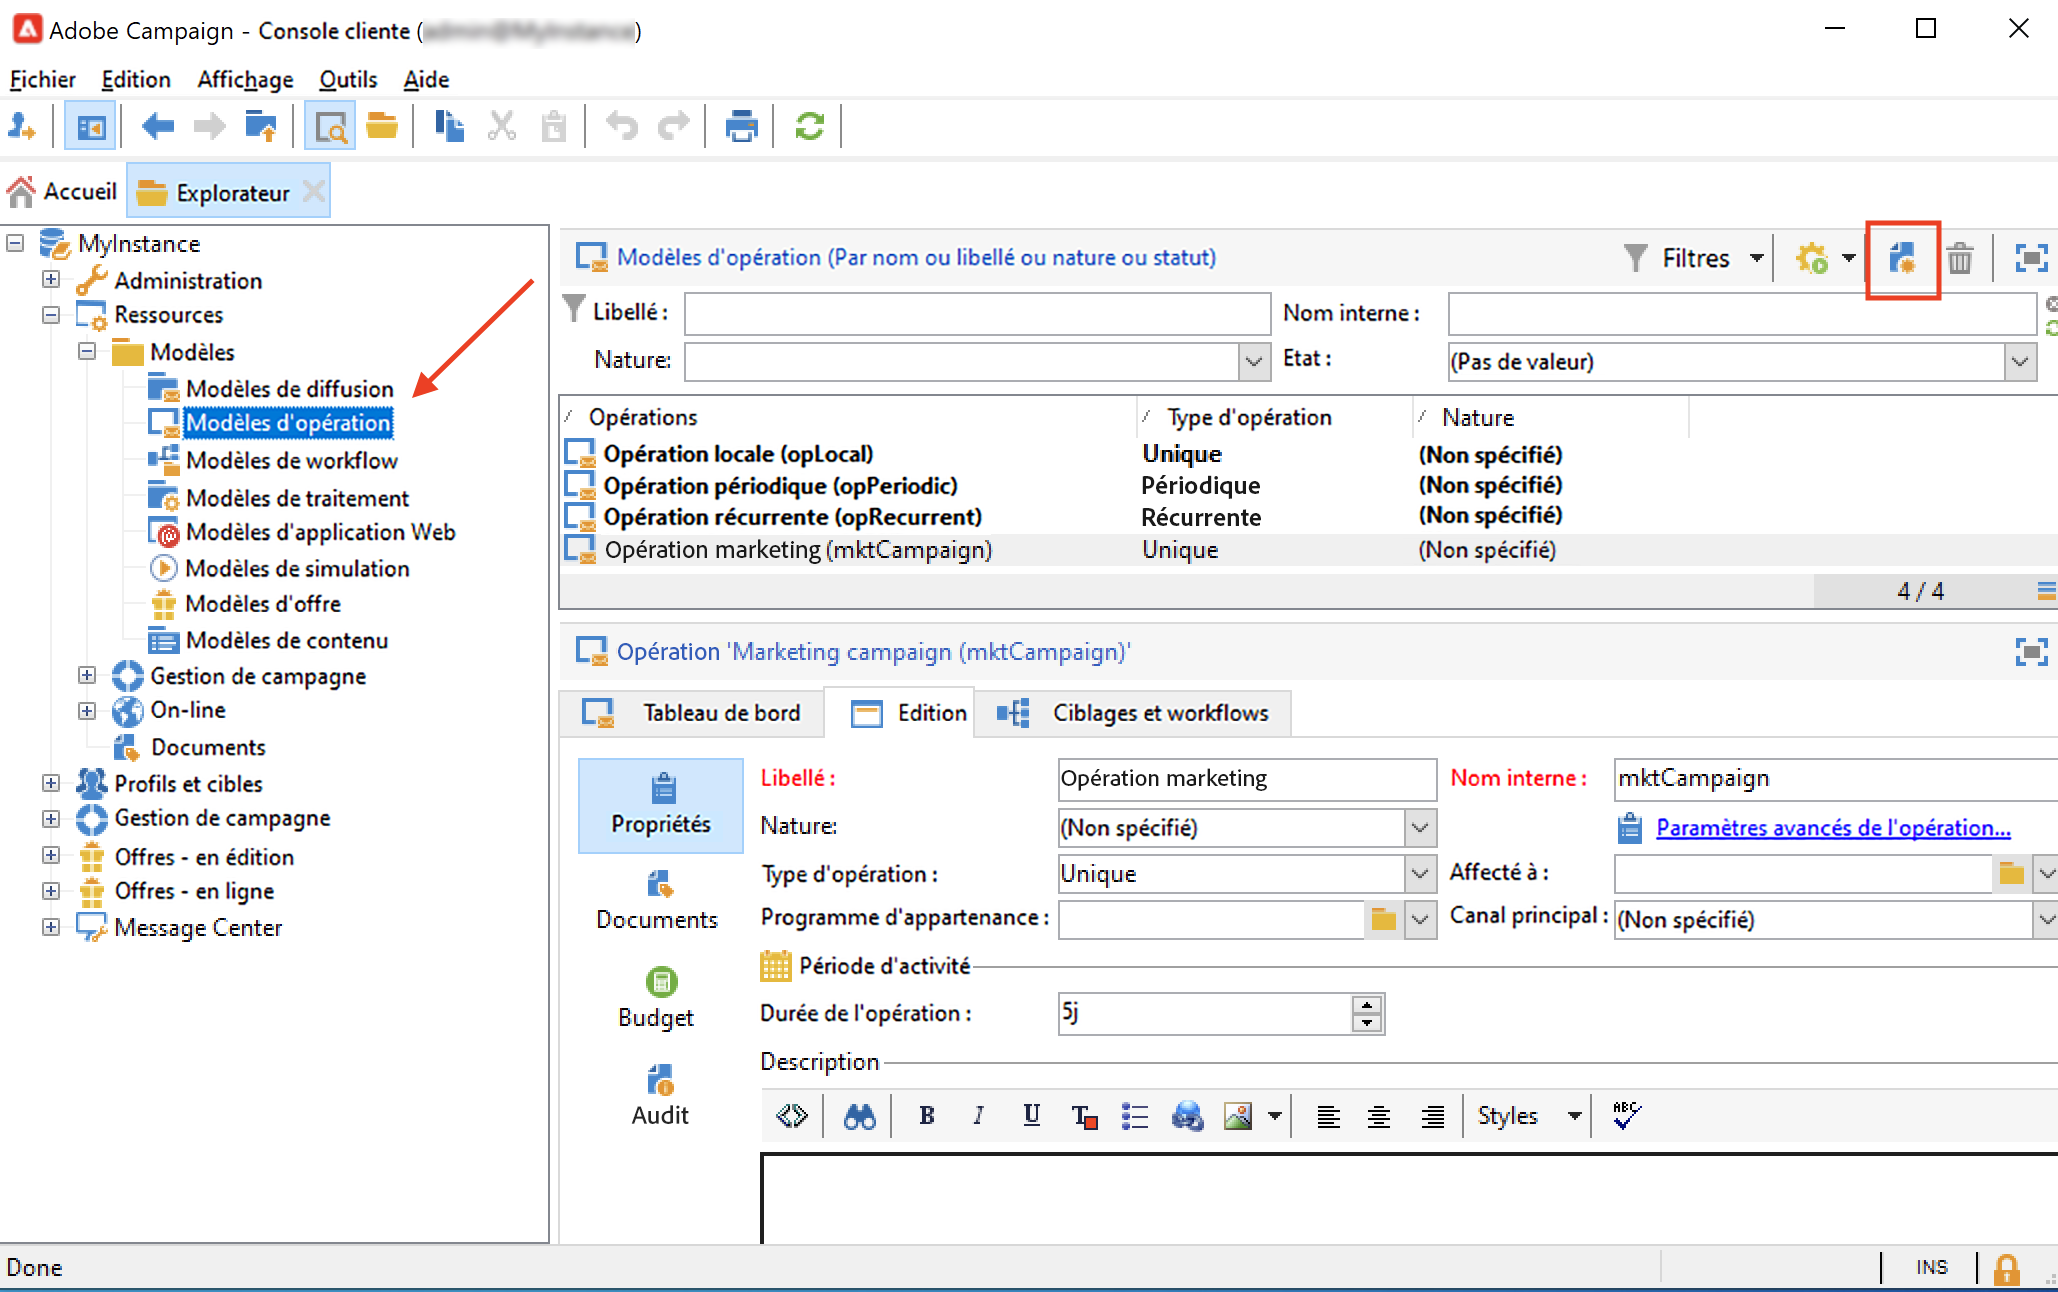 Adobe Campaign - Console cliente ( )
Fichier Edition Affichage Outils Aide
Accueil Explorateur
MyInstance
Administration
Ressources
Modèles
Modèles de diffusion
Modèles d'opération
Modèles de workflow
Modèles de traitement
Modèles d'application Web
Modèles de simulation
Modèles d'offre
Modèles de contenu
Gestion de campagne
On-line
Documents
Profils et cibles
Gestion de campagne
Offres - en édition
Offres - en ligne
Message Center
Modèles d'opération (Par nom ou libellé ou nature ou statut) Filtres
Libellé : Nom interne :
Nature: Etat : (Pas de valeur)
Opérations Type d'opération Nature
Opération locale (opLocal) Unique (Non spécifié)
Opération périodique (opPeriodic) Périodique (Non spécifié)
Opération récurrente (opRecurrent) Récurrente (Non spécifié)
Opération marketing (mktCampaign) Unique (Non spécifié)
4 / 4
Opération 'Marketing campaign (mktCampaign)'
Tableau de bord Edition Ciblages et workflows
Propriétés
Documents
Budget
Audit
Libellé : Opération marketing Nom interne : mktCampaign
Nature: (Non spécifié) Paramètres avancés de l'opération...
Type d'opération : Unique Affecté à :
Programme d'appartenance : Canal principal : (Non spécifié)
Période d'activité
Durée de l'opération : 5j
Description
B I U T Styles ABC
Done INS